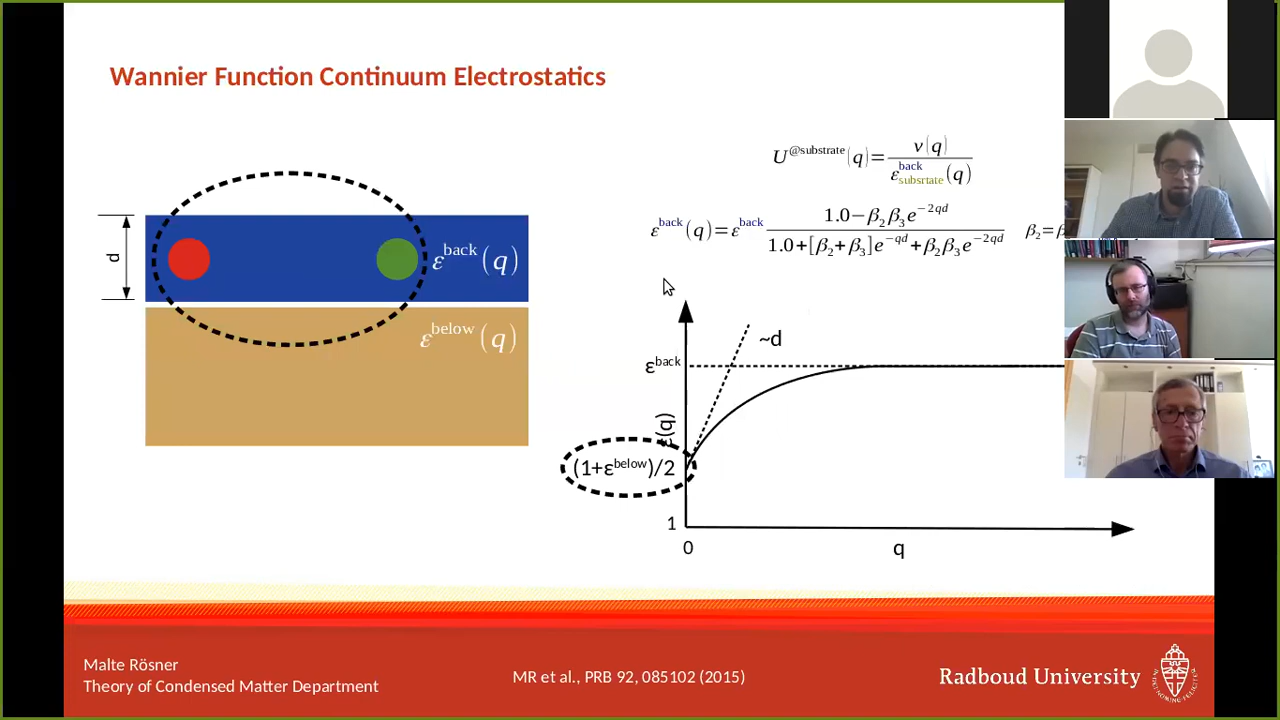 Wannier Function Continuum Electrostatics
U^@substrate(q)=v(q)/ε^back_subsrtate(q)
ε^back(q)=ε^back (1.0−β₂β₃e^−2qd)/(1.0+[β₂+β₃]e^−qd+β₂β₃e^−2qd)
β₂=β
d
ε^back(q)
ε^below(q)
~d
ε^back
ε(q)
(1+ε^below)/2
1
0
q
Malte Rösner
Theory of Condensed Matter Department
MR et al., PRB 92, 085102 (2015)
Radboud University